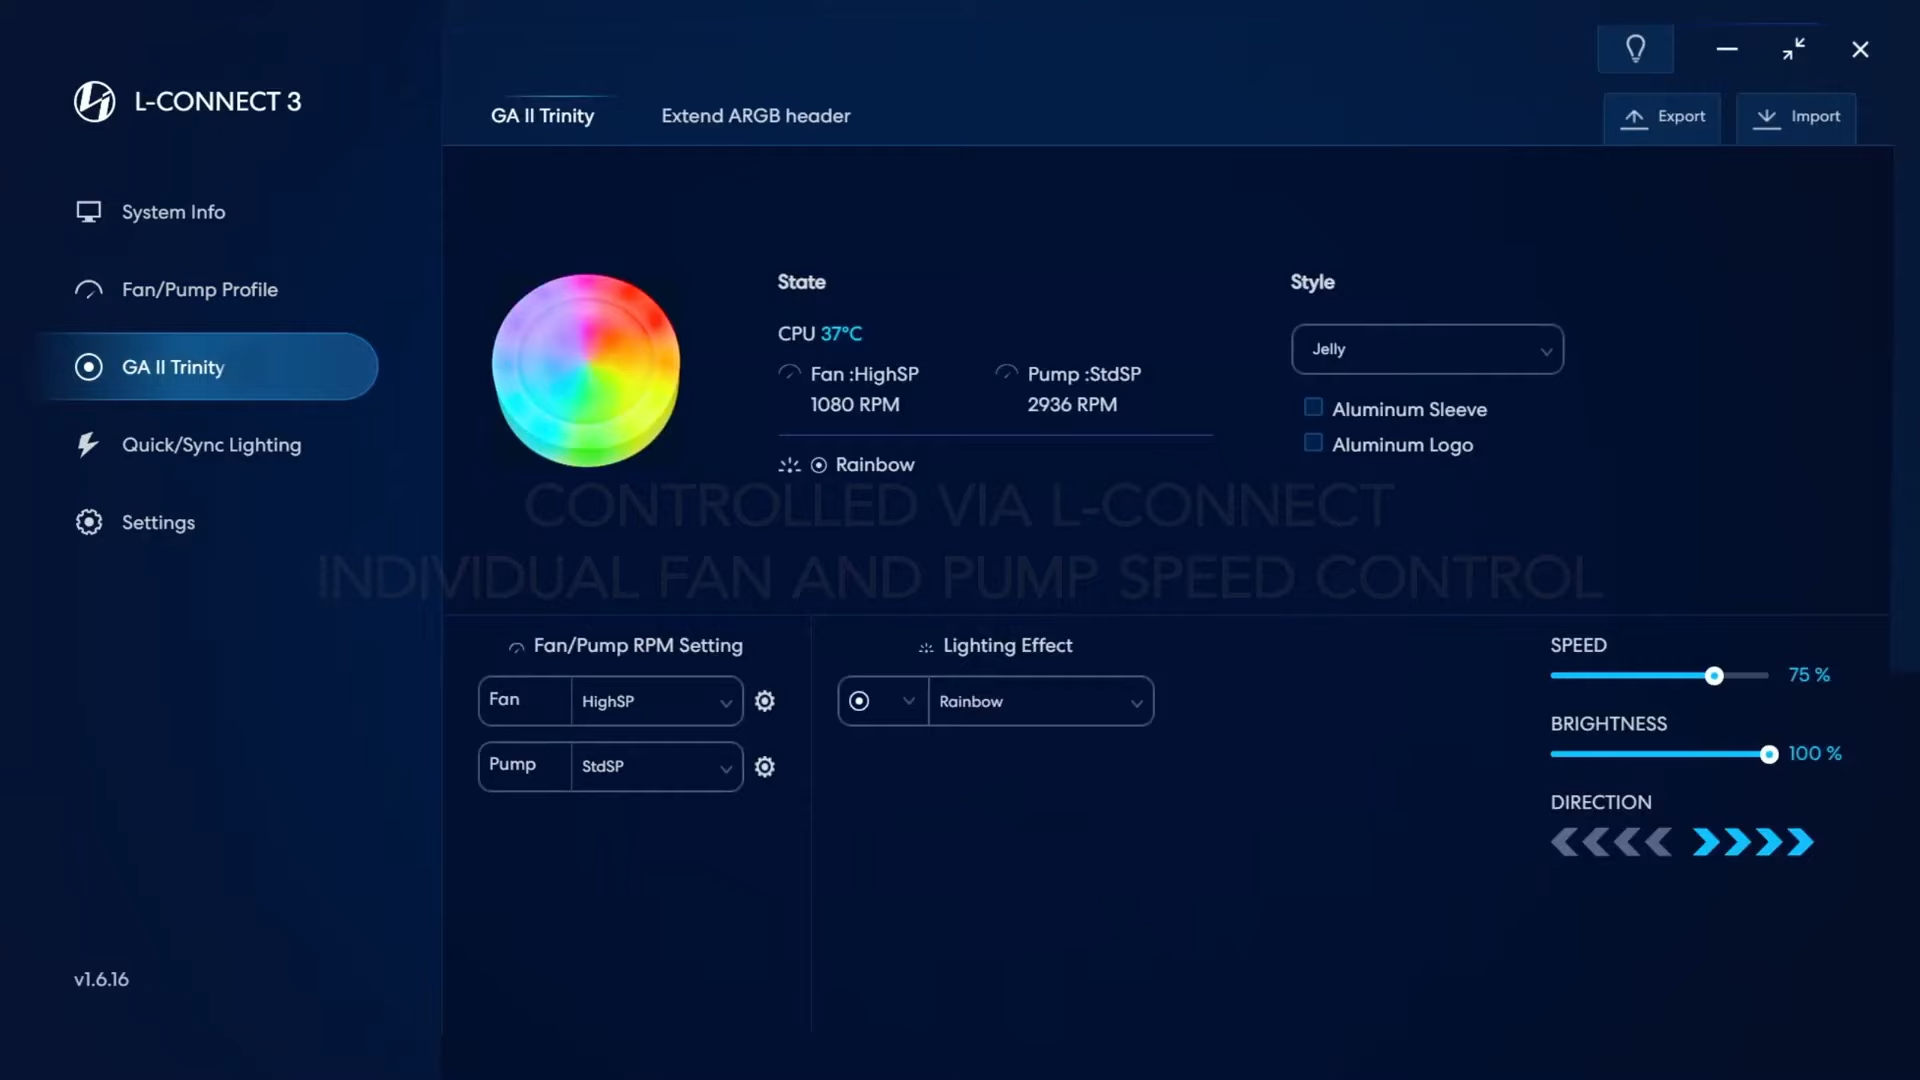 L-CONNECT 3
System Info
Fan/Pump Profile
GA II Trinity
Quick/Sync Lighting
Settings
v1.6.16
GA II Trinity
Extend ARGB header
Export
Import
State
CPU 37°C
Fan :HighSP
1080 RPM
Pump :StdSP
2936 RPM
Rainbow
Style
Jelly
Aluminum Sleeve
Aluminum Logo
CONTROLLED VIA L-CONNECT
INDIVIDUAL FAN AND PUMP SPEED CONTROL
Fan/Pump RPM Setting
Fan HighSP
Pump StdSP
Lighting Effect
Rainbow
SPEED
75 %
BRIGHTNESS
100 %
DIRECTION